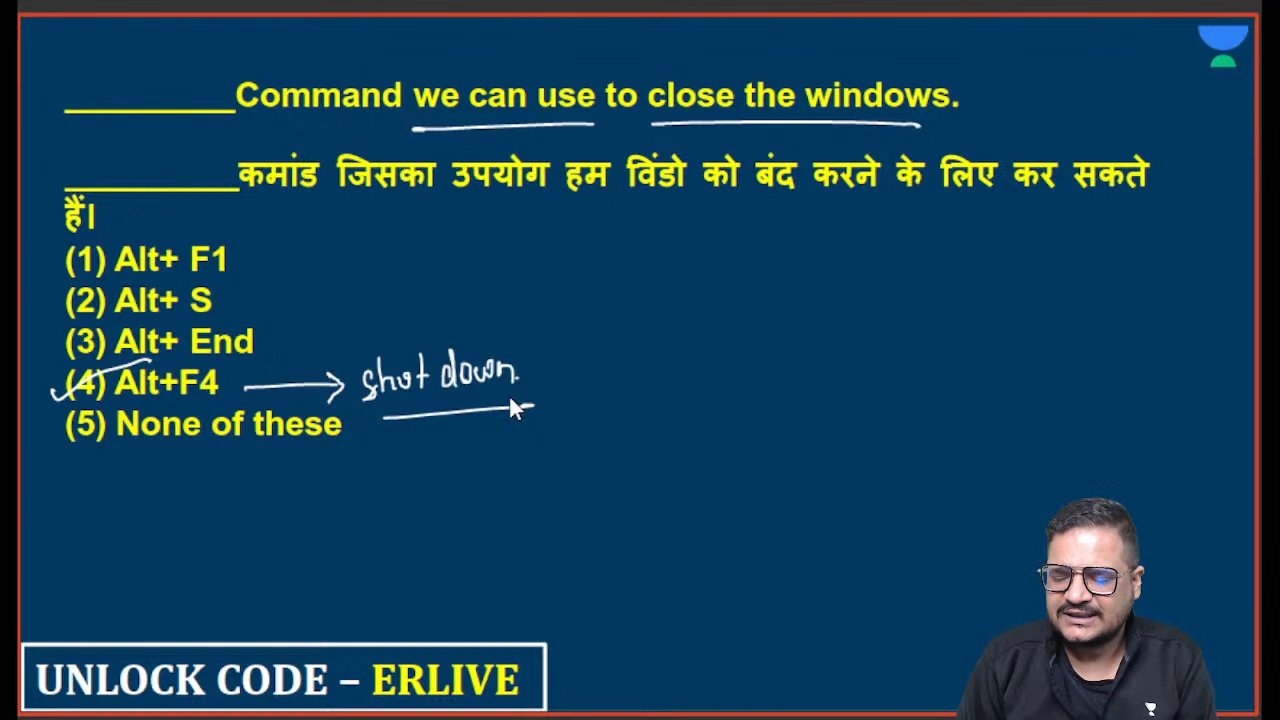 __________Command we can use to close the windows.
__________कमांड जिसका उपयोग हम विंडो को बंद करने के लिए कर सकते
हैं।
(1) Alt+ F1
(2) Alt+ S
(3) Alt+ End
(4) Alt+F4 → shut down.
(5) None of these
UNLOCK CODE – ERLIVE